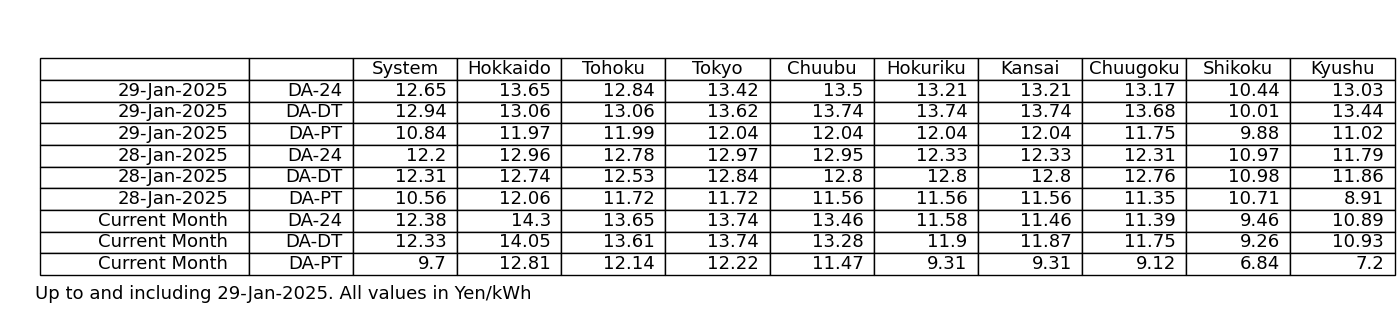 System Hokkaido Tohoku Tokyo Chuubu Hokuriku Kansai Chuugoku Shikoku Kyushu
29-Jan-2025 DA-24 12.65 13.65 12.84 13.42 13.5 13.21 13.21 13.17 10.44 13.03
29-Jan-2025 DA-DT 12.94 13.06 13.06 13.62 13.74 13.74 13.74 13.68 10.01 13.44
29-Jan-2025 DA-PT 10.84 11.97 11.99 12.04 12.04 12.04 12.04 11.75 9.88 11.02
28-Jan-2025 DA-24 12.2 12.96 12.78 12.97 12.95 12.33 12.33 12.31 10.97 11.79
28-Jan-2025 DA-DT 12.31 12.74 12.53 12.84 12.8 12.8 12.8 12.76 10.98 11.86
28-Jan-2025 DA-PT 10.56 12.06 11.72 11.72 11.56 11.56 11.56 11.35 10.71 8.91
Current Month DA-24 12.38 14.3 13.65 13.74 13.46 11.58 11.46 11.39 9.46 10.89
Current Month DA-DT 12.33 14.05 13.61 13.74 13.28 11.9 11.87 11.75 9.26 10.93
Current Month DA-PT 9.7 12.81 12.14 12.22 11.47 9.31 9.31 9.12 6.84 7.2
Up to and including 29-Jan-2025. All values in Yen/kWh